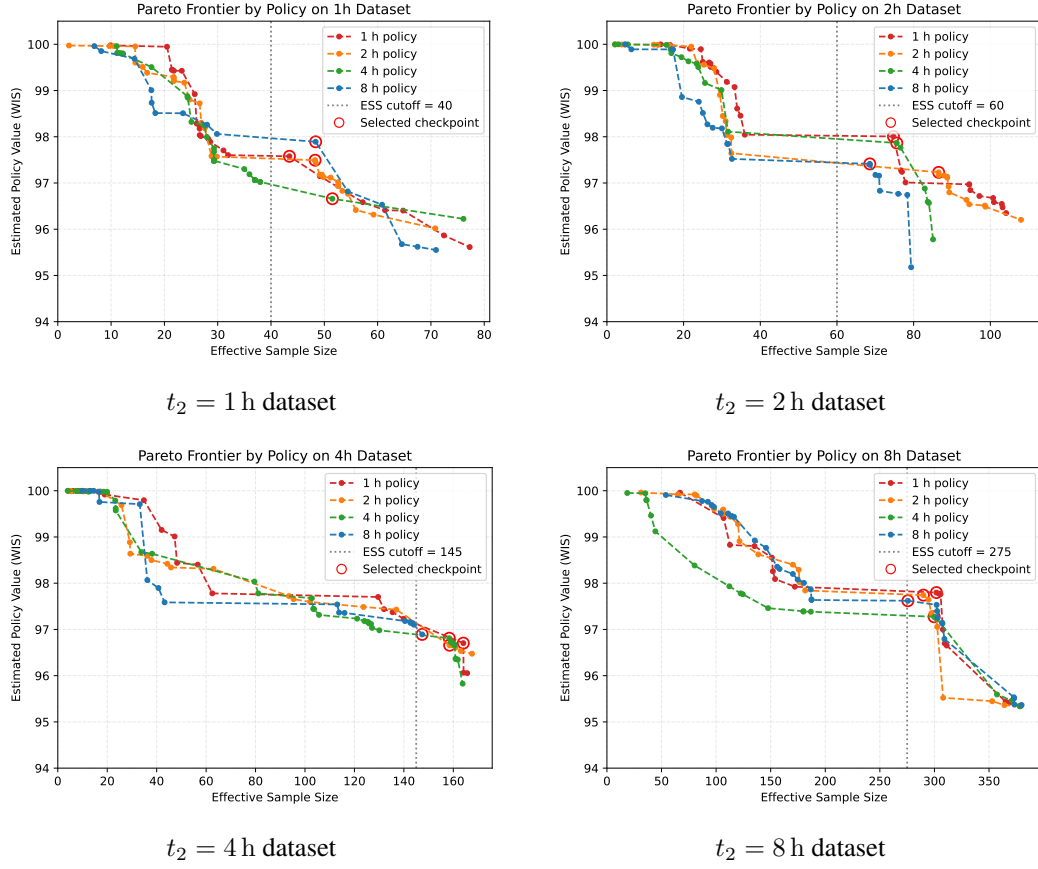 Pareto Frontier by Policy on 1h Dataset
Estimated Policy Value (WIS)
100
99
98
97
96
95
94
1 h policy
2 h policy
4 h policy
8 h policy
ESS cutoff = 40
Selected checkpoint
0 10 20 30 40 50 60 70 80
Effective Sample Size
t₂ = 1 h dataset
Pareto Frontier by Policy on 2h Dataset
Estimated Policy Value (WIS)
100
99
98
97
96
95
94
1 h policy
2 h policy
4 h policy
8 h policy
ESS cutoff = 60
Selected checkpoint
0 20 40 60 80 100
Effective Sample Size
t₂ = 2 h dataset
Pareto Frontier by Policy on 4h Dataset
Estimated Policy Value (WIS)
100
99
98
97
96
95
94
1 h policy
2 h policy
4 h policy
8 h policy
ESS cutoff = 145
Selected checkpoint
0 20 40 60 80 100 120 140 160
Effective Sample Size
t₂ = 4 h dataset
Pareto Frontier by Policy on 8h Dataset
Estimated Policy Value (WIS)
100
99
98
97
96
95
94
1 h policy
2 h policy
4 h policy
8 h policy
ESS cutoff = 275
Selected checkpoint
0 50 100 150 200 250 300 350
Effective Sample Size
t₂ = 8 h dataset